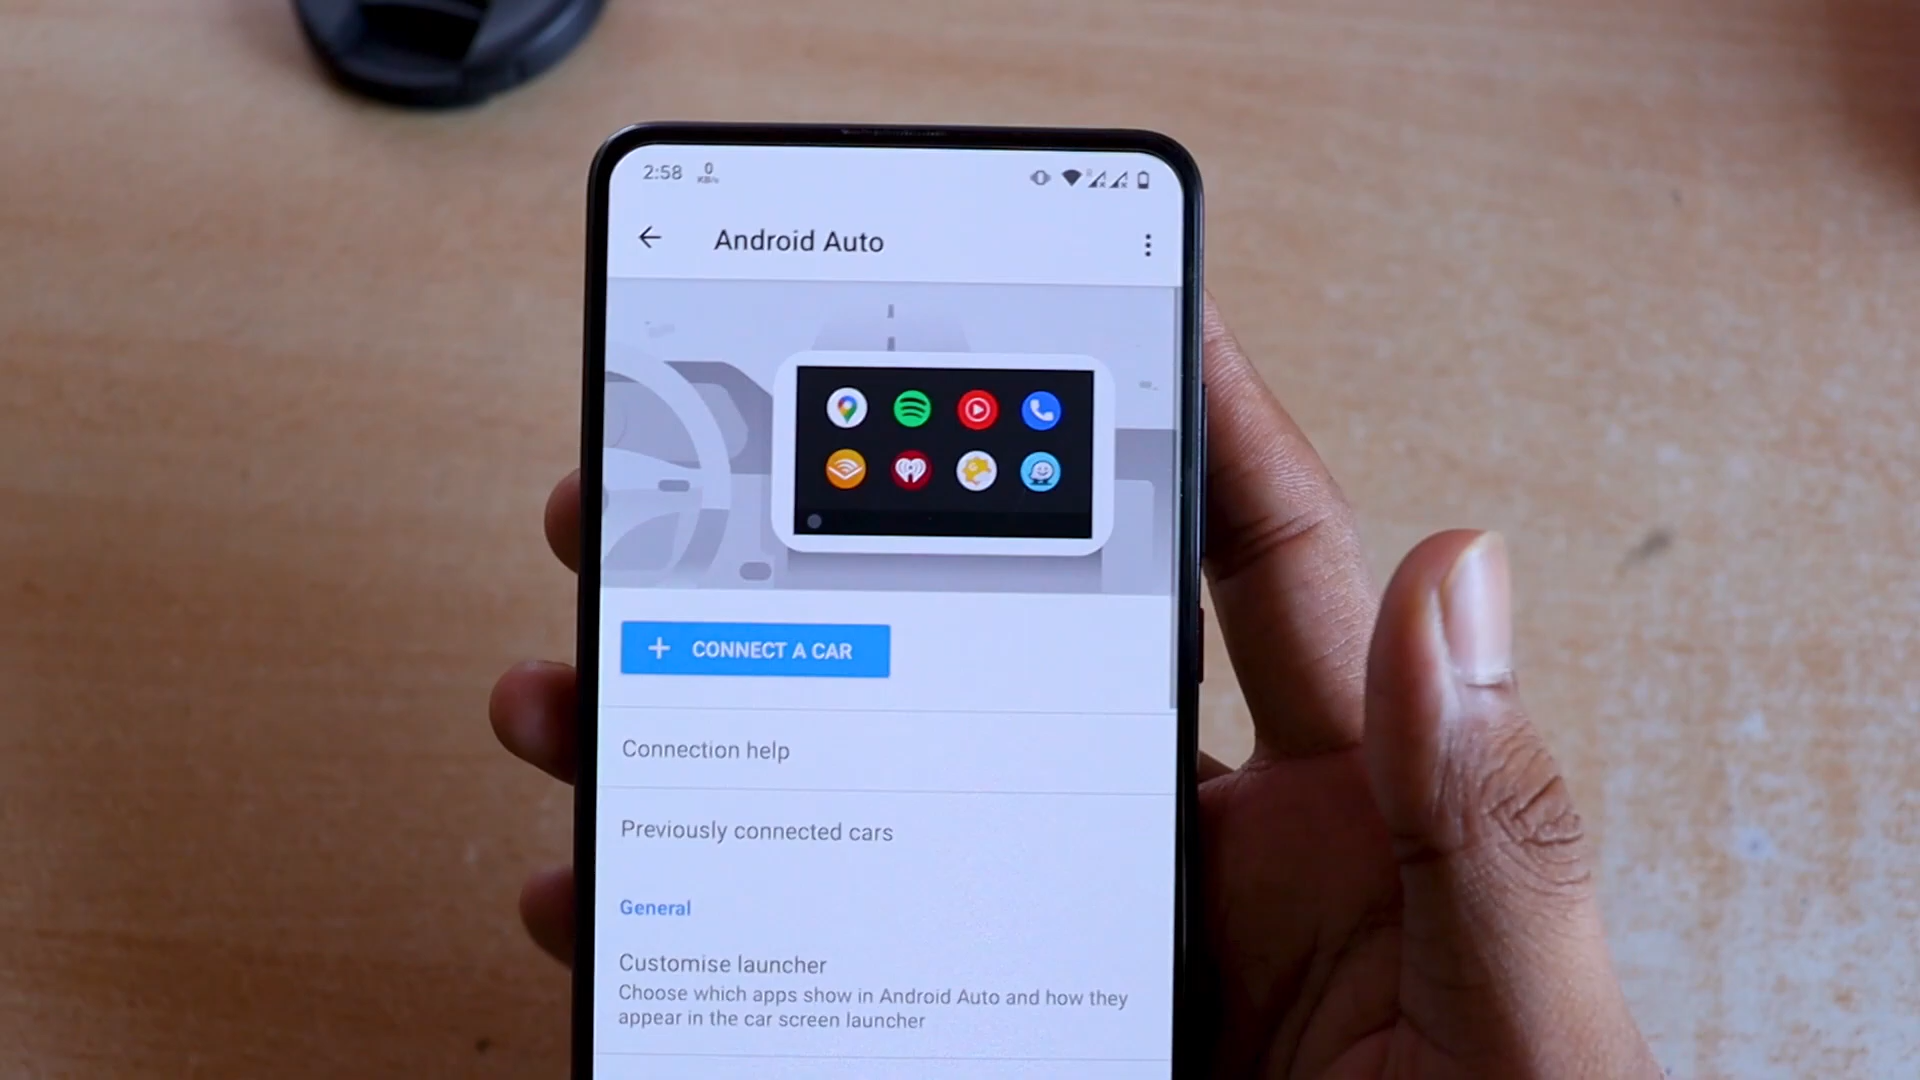 2:58 0 KB/s
Android Auto
CONNECT A CAR
Connection help
Previously connected cars
General
Customise launcher
Choose which apps show in Android Auto and how they
appear in the car screen launcher